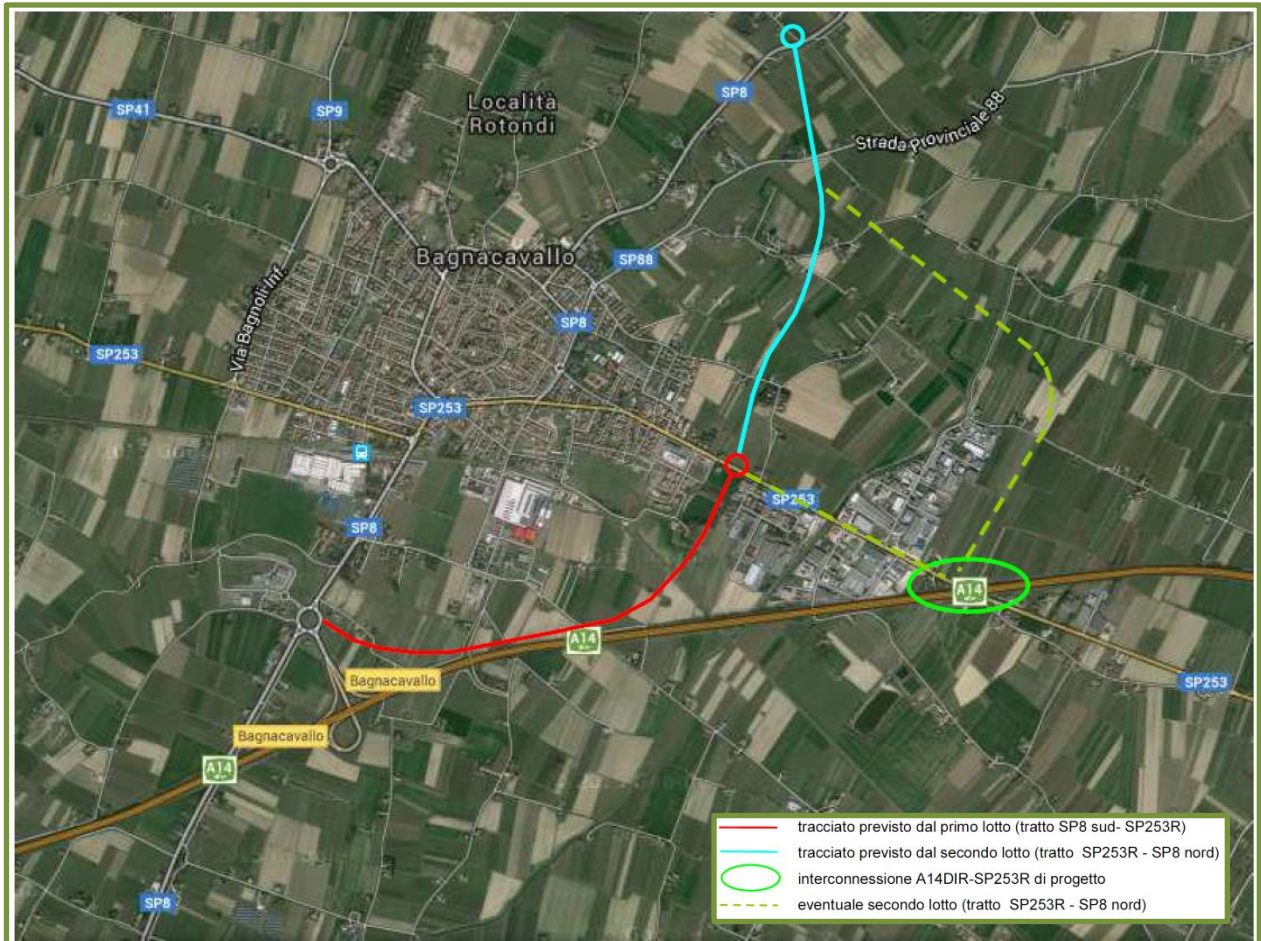 SP41
SP9
Località
Rotondi
SP8
Strada Provinciale 88
Bagnacavallo
SP88
Via Bagnoli Inf.
SP8
SP253
SP253
SP253
SP8
A14
A14
Bagnacavallo
SP253
Bagnacavallo
A14
SP8
tracciato previsto dal primo lotto (tratto SP8 sud- SP253R)
tracciato previsto dal secondo lotto (tratto SP253R - SP8 nord)
interconnessione A14DIR-SP253R di progetto
eventuale secondo lotto (tratto SP253R - SP8 nord)